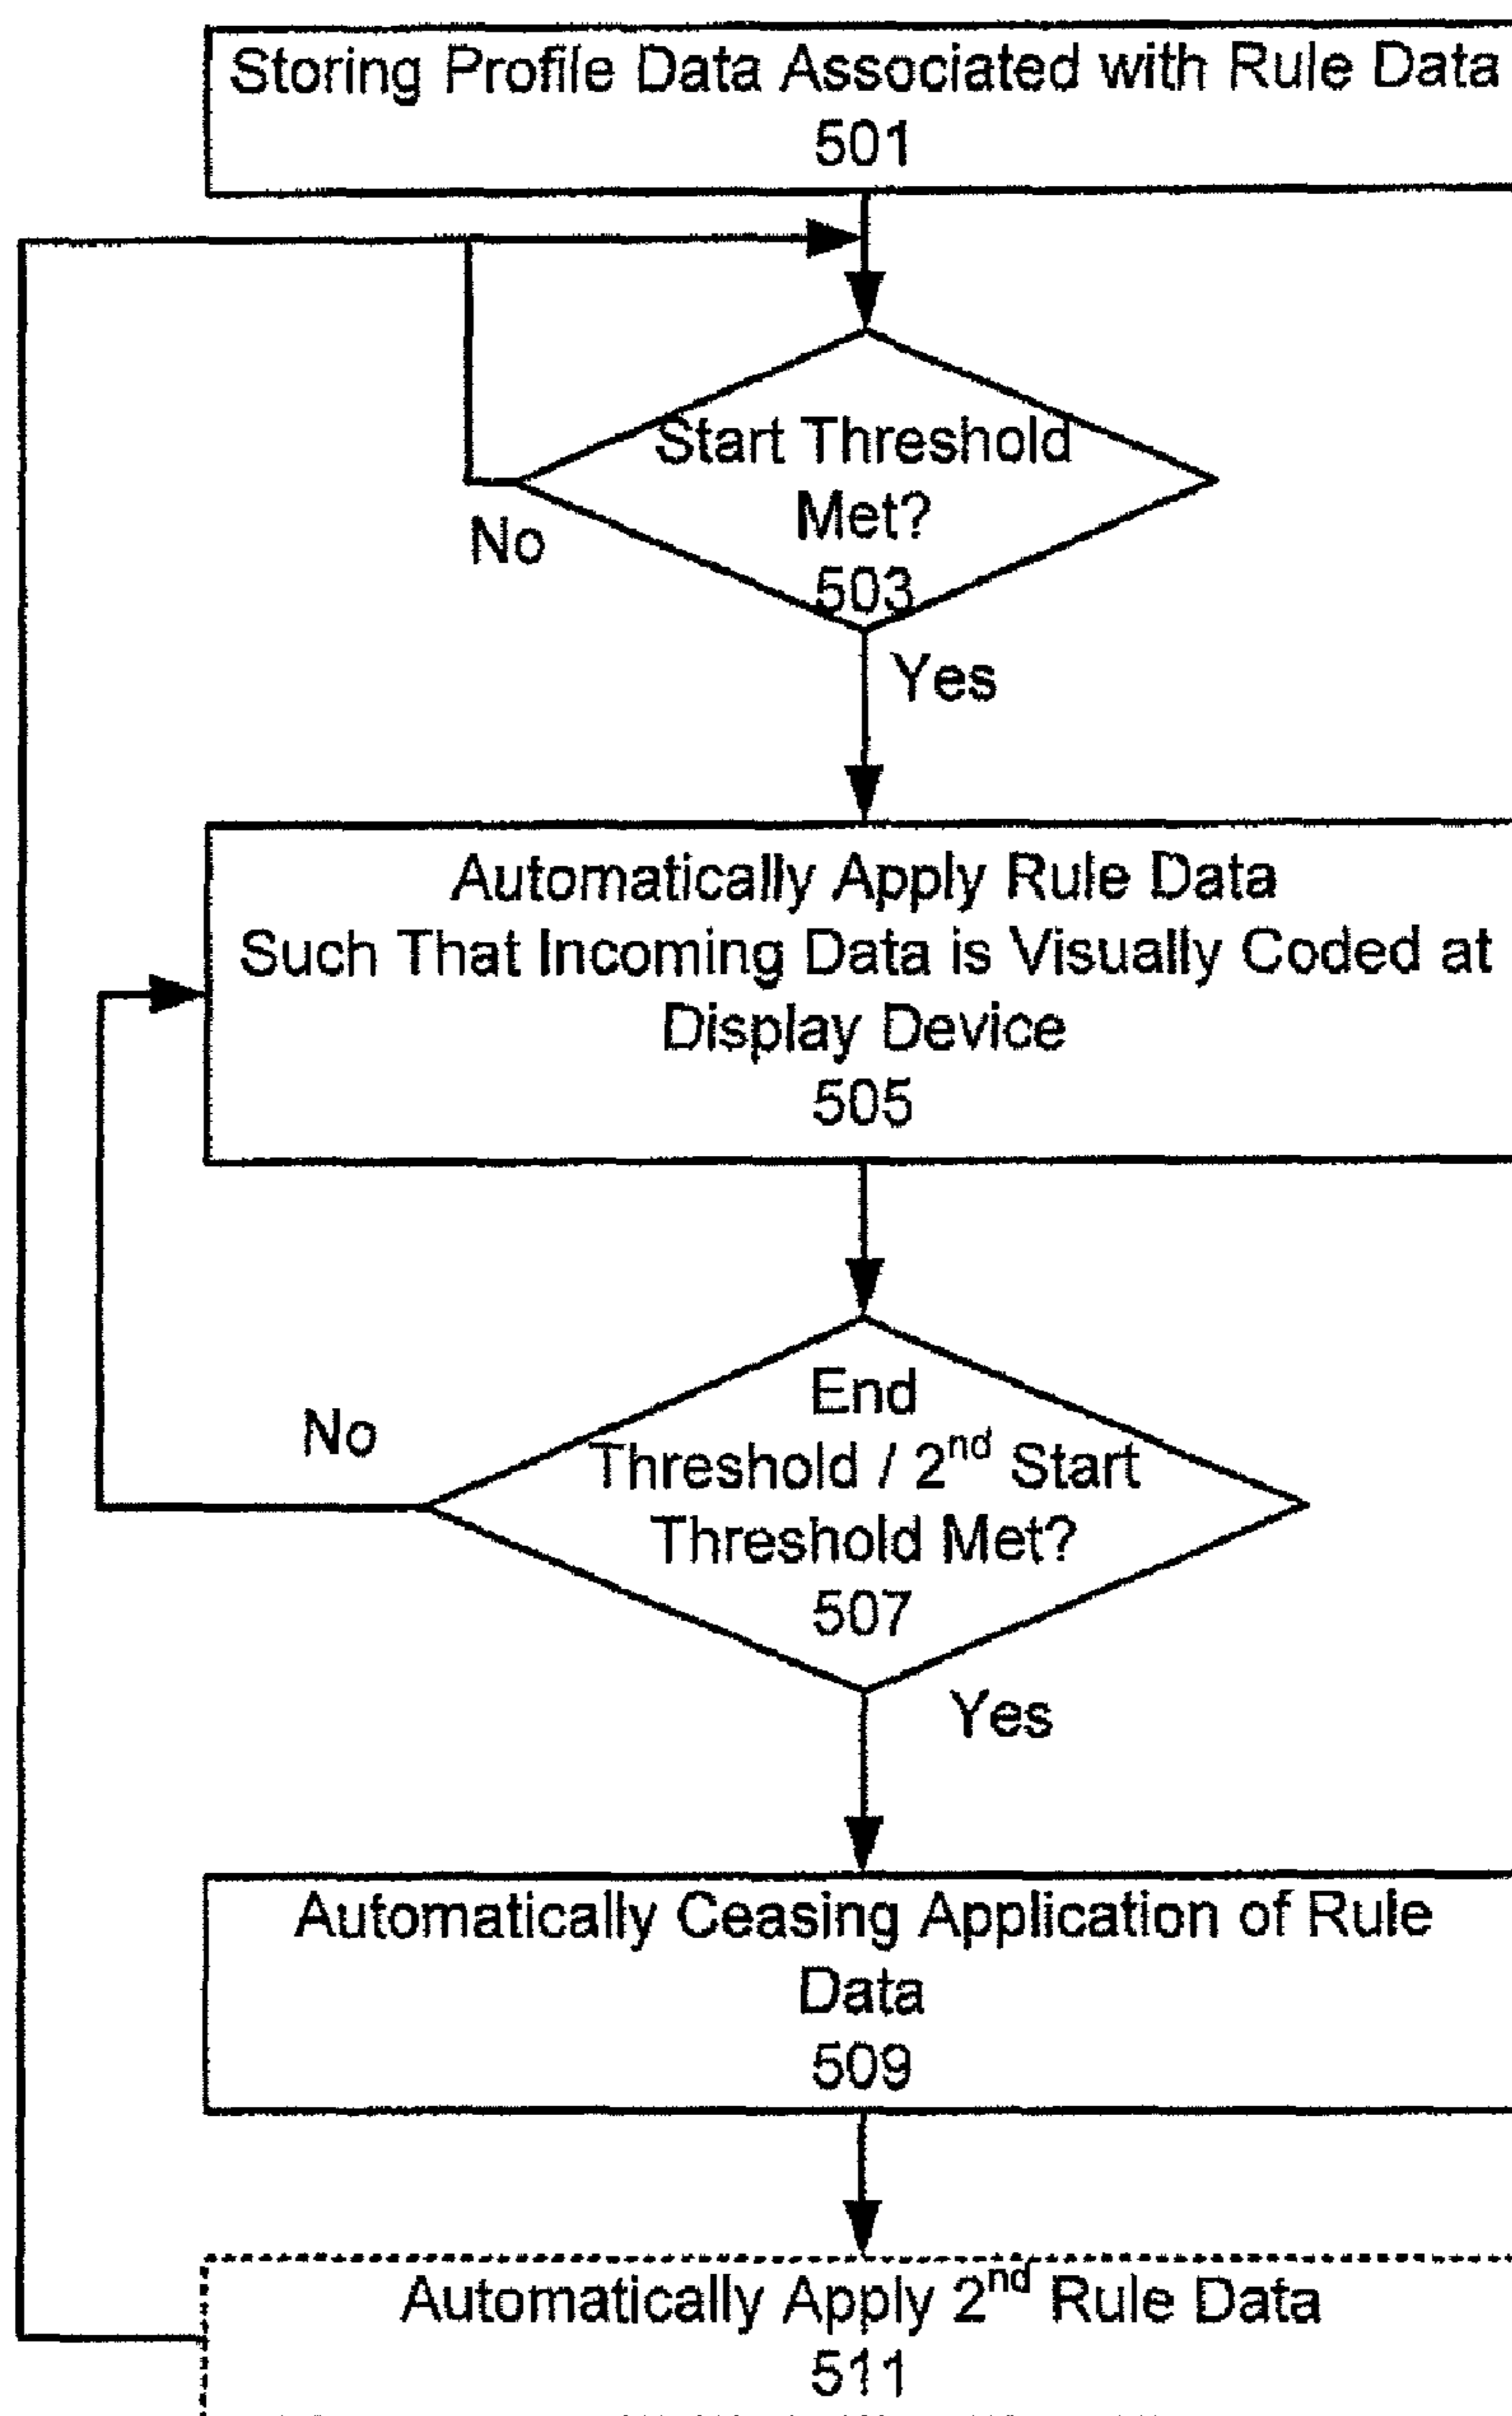 Storing Profile Data Associated with Rule Data
501
Start Threshold
Met?
503
No
Yes
Automatically Apply Rule Data
Such That Incoming Data is Visually Coded at
Display Device
505
End
Threshold / 2nd Start
Threshold Met?
507
No
Yes
Automatically Ceasing Application of Rule
Data
509
Automatically Apply 2nd Rule Data
511